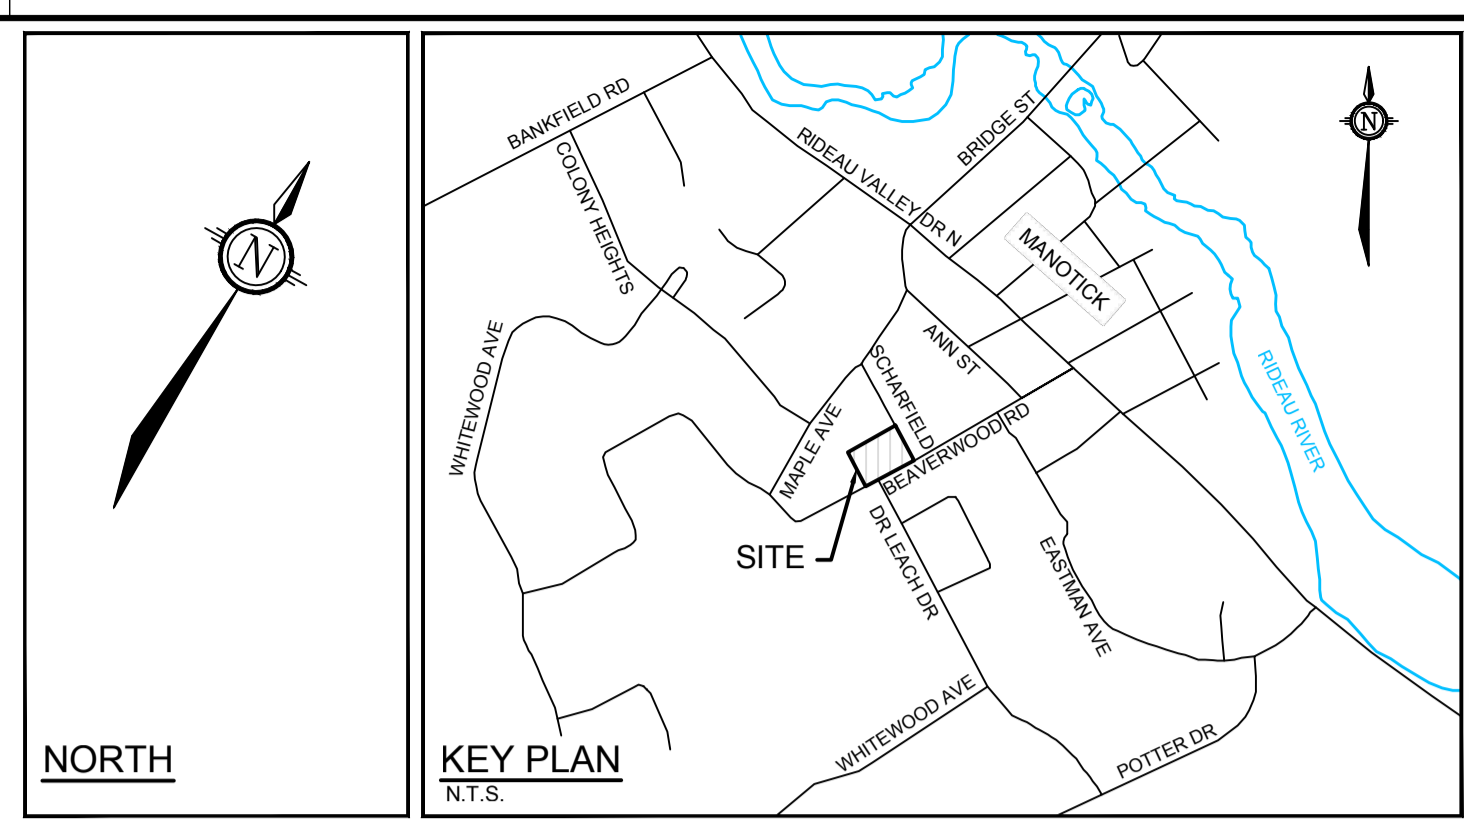 N
NORTH
BANKFIELD RD
COLONY HEIGHTS
RIDEAU VALLEY DR N
BRIDGE ST
N
MANOTICK
WHITEWOOD AVE
ANN ST
SCHARFIELD
MAPLE AVE
BEAVERWOOD RD
RIDEAU RIVER
SITE
DR LEACH DR
EASTMAN AVE
WHITEWOOD AVE
POTTER DR
KEY PLAN
N.T.S.